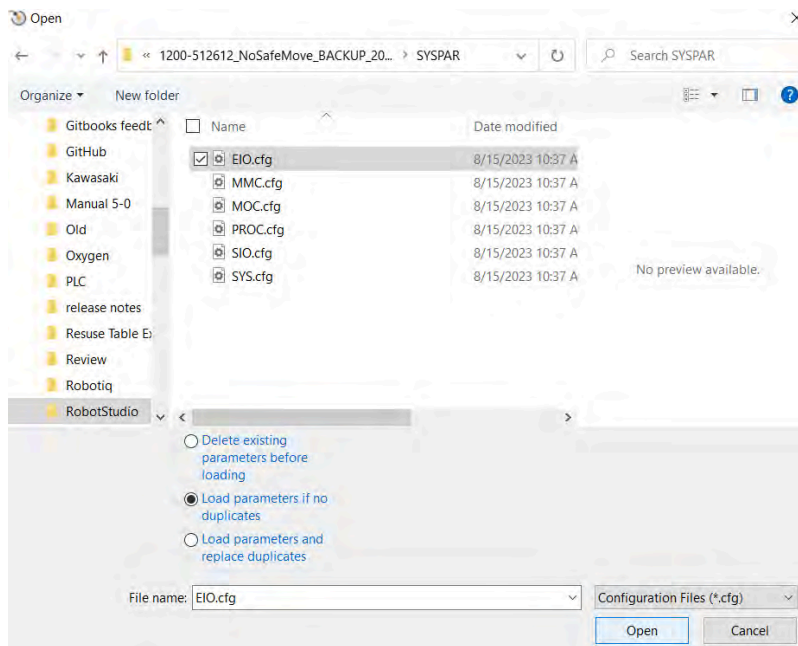 Open
« 1200-512612_NoSafeMove_BACKUP_20... › SYSPAR
Search SYSPAR
Organize
New folder
Gitbooks feedb
GitHub
Kawasaki
Manual 5-0
Old
Oxygen
PLC
release notes
Resuse Table Ex
Review
Robotiq
RobotStudio
Name Date modified
EIO.cfg 8/15/2023 10:37 A
MMC.cfg 8/15/2023 10:37 A
MOC.cfg 8/15/2023 10:37 A
PROC.cfg 8/15/2023 10:37 A
SIO.cfg 8/15/2023 10:37 A
SYS.cfg 8/15/2023 10:37 A
No preview available.
Delete existing
parameters before
loading
Load parameters if no
duplicates
Load parameters and
replace duplicates
File name: EIO.cfg
Configuration Files (*.cfg)
Open Cancel